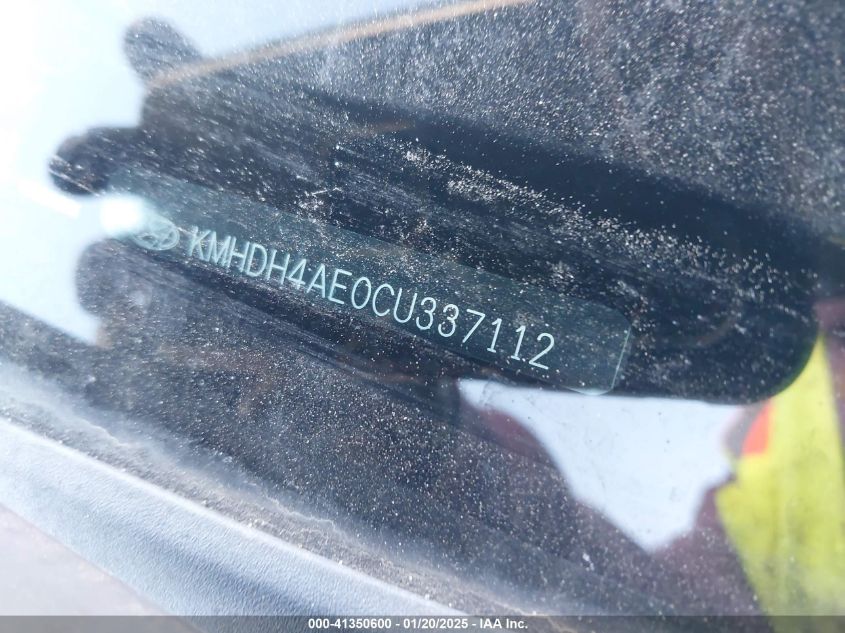 KMHDH4AE0CU337112
000-41350600 / 01/20/2025 - IAA Inc.